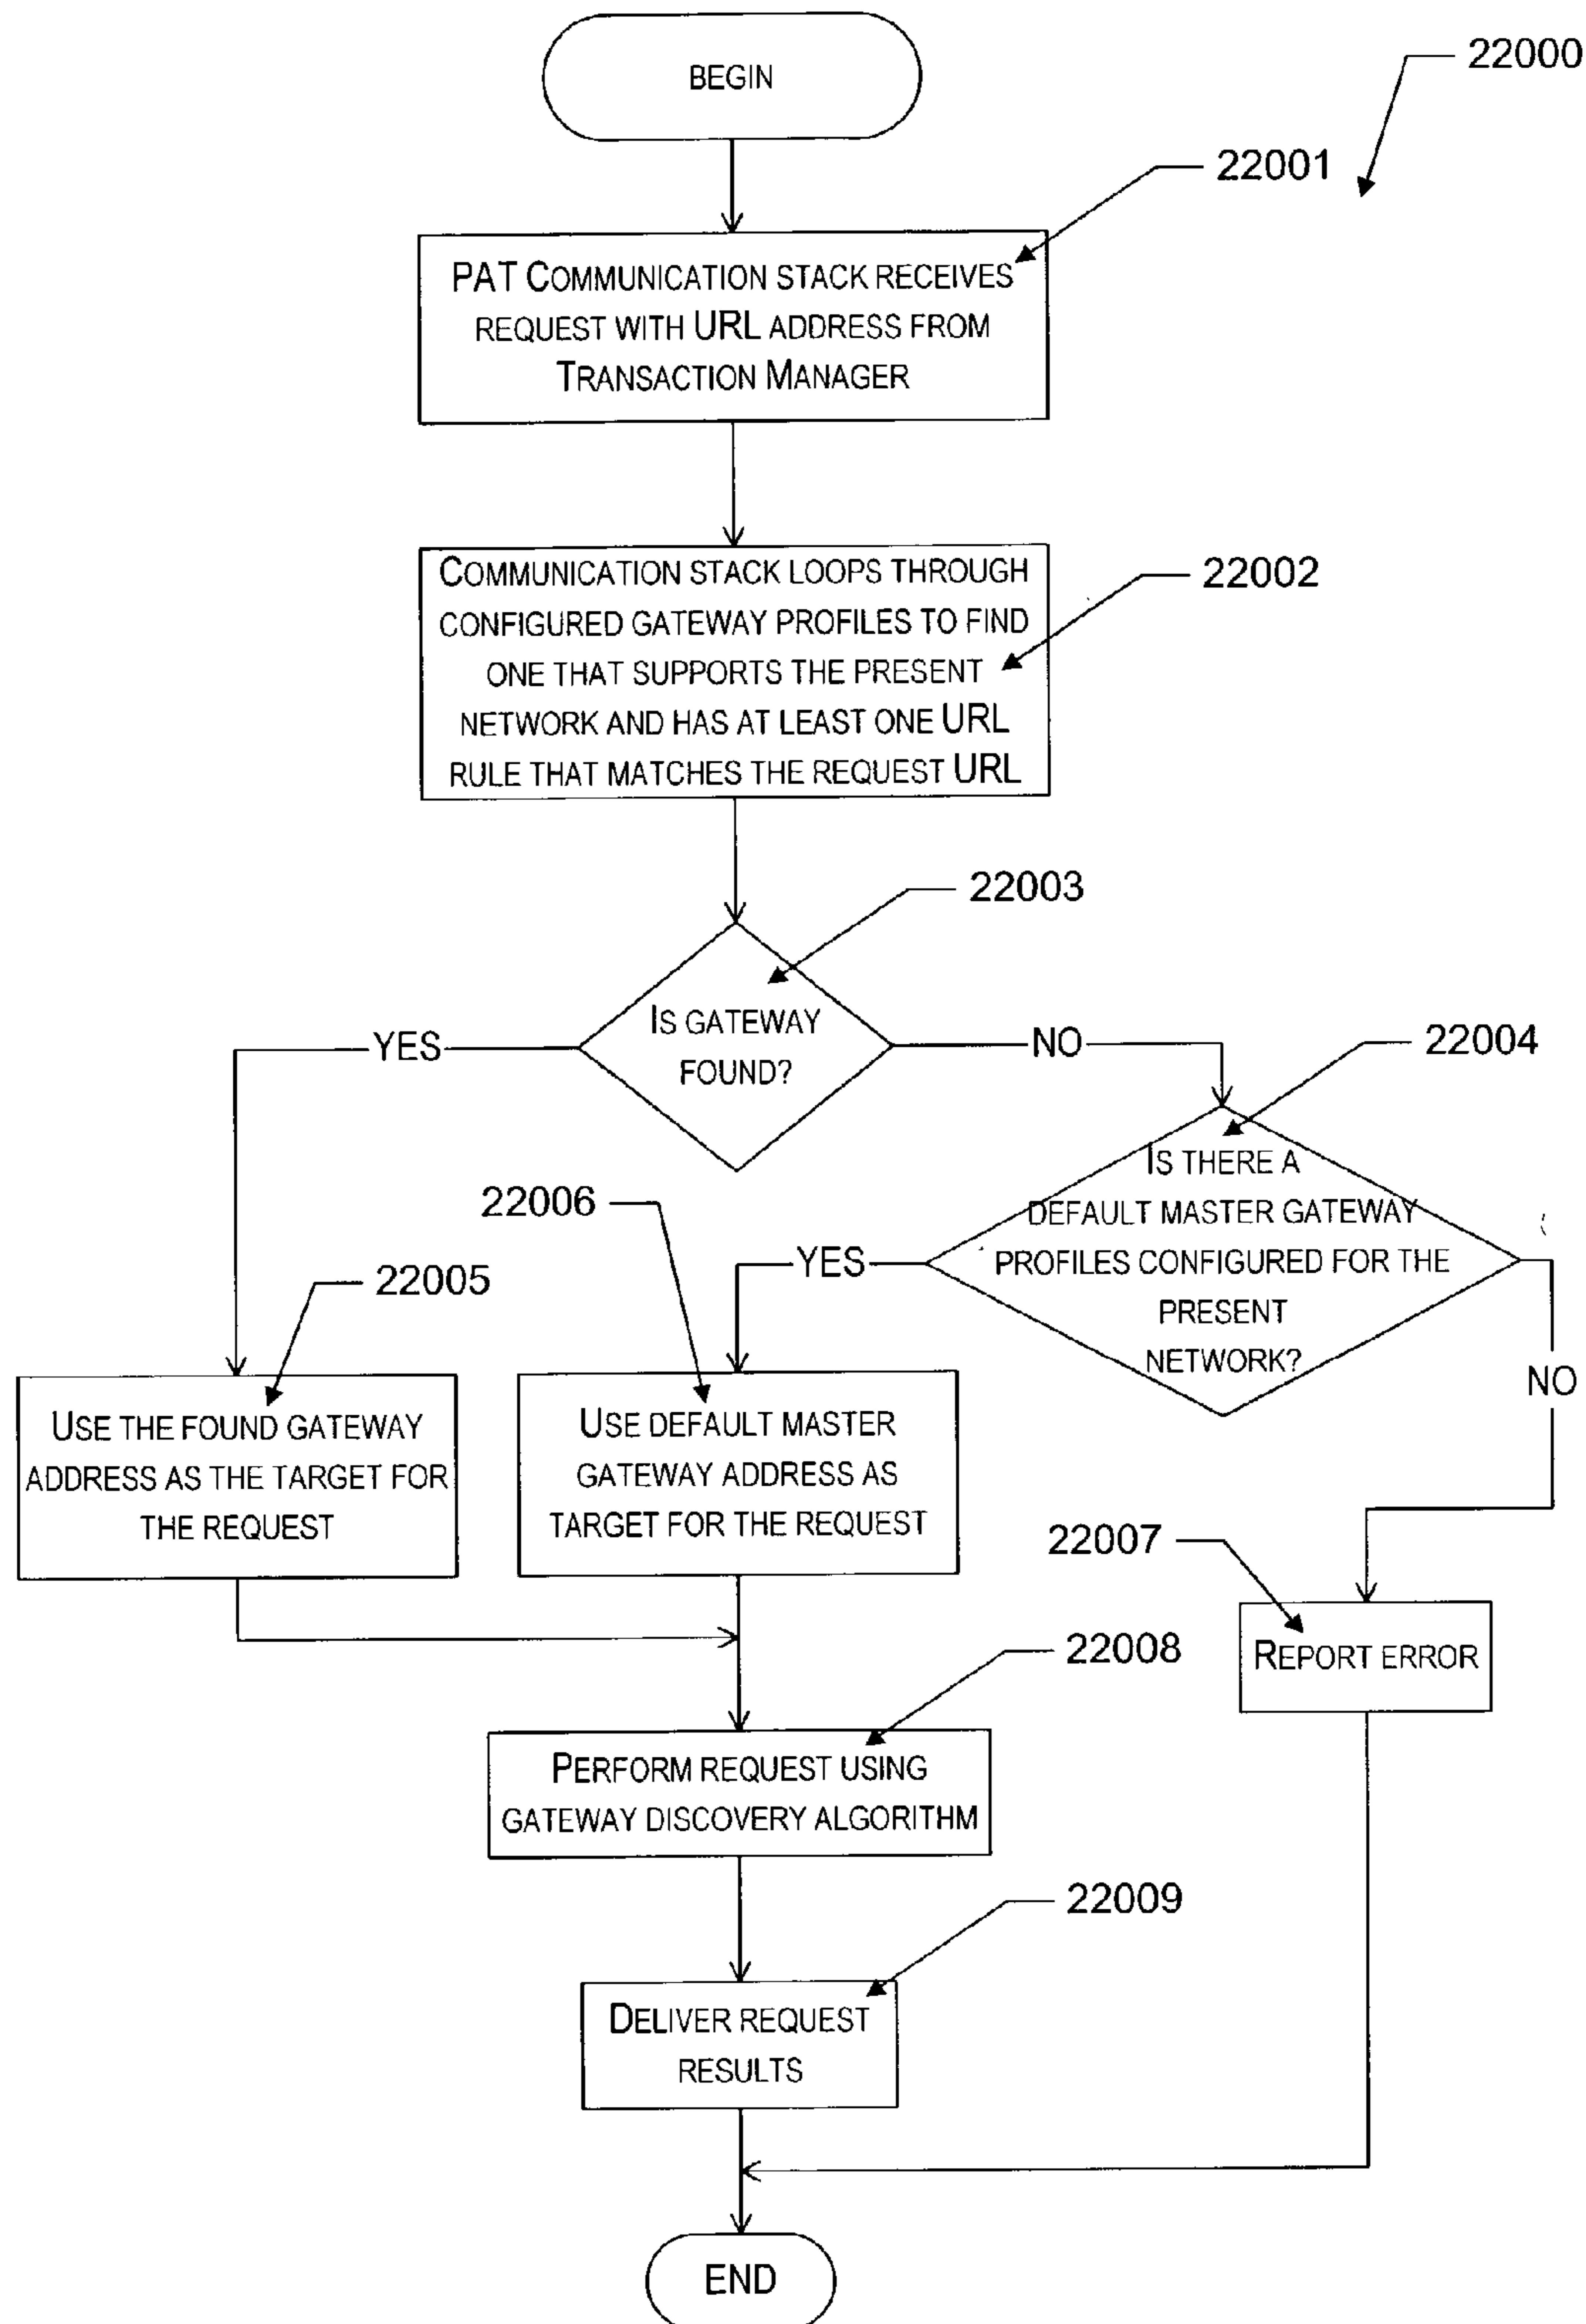 BEGIN
22000
22001
PAT COMMUNICATION STACK RECEIVES
REQUEST WITH URL ADDRESS FROM
TRANSACTION MANAGER
COMMUNICATION STACK LOOPS THROUGH
CONFIGURED GATEWAY PROFILES TO FIND
ONE THAT SUPPORTS THE PRESENT
NETWORK AND HAS AT LEAST ONE URL
RULE THAT MATCHES THE REQUEST URL
22002
22003
IS GATEWAY
FOUND?
YES
NO
22004
IS THERE A
DEFAULT MASTER GATEWAY
PROFILES CONFIGURED FOR THE
PRESENT
NETWORK?
YES
NO
22006
22005
USE THE FOUND GATEWAY
ADDRESS AS THE TARGET FOR
THE REQUEST
USE DEFAULT MASTER
GATEWAY ADDRESS AS
TARGET FOR THE REQUEST
22007
REPORT ERROR
22008
PERFORM REQUEST USING
GATEWAY DISCOVERY ALGORITHM
22009
DELIVER REQUEST
RESULTS
END